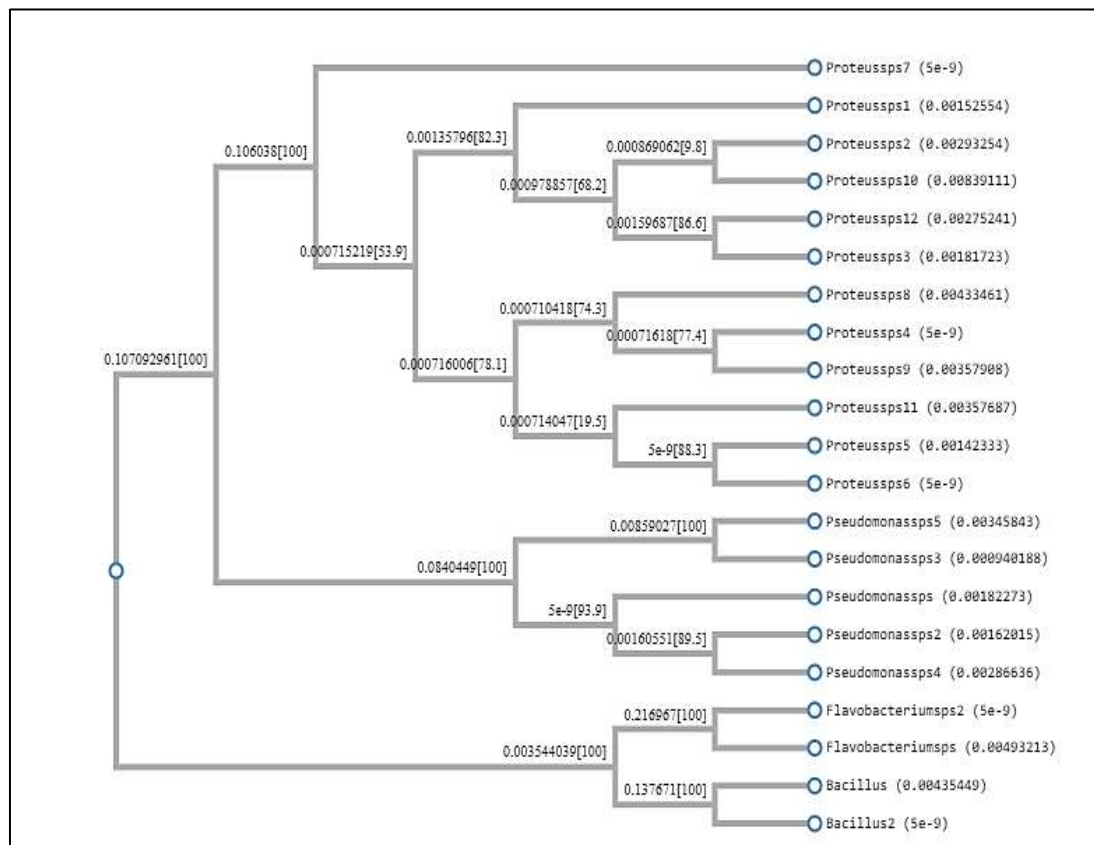 Proteussps7 (5e-9)
Proteussps1 (0.00152554)
0.00135796[82.3]
Proteussps2 (0.00293254)
0.000869062[9.8]
0.106038[100]
Proteussps10 (0.00839111)
0.000978857[68.2]
Proteussps12 (0.00275241)
0.00159687[86.6]
0.000715219[53.9]
Proteussps3 (0.00181723)
Proteussps8 (0.00433461)
0.000710418[74.3]
Proteussps4 (5e-9)
0.00071618[77.4]
0.107092961[100]
0.000716006[78.1]
Proteussps9 (0.00357908)
Proteussps11 (0.00357687)
0.000714047[19.5]
Proteussps5 (0.00142333)
5e-9[88.3]
Proteussps6 (5e-9)
Pseudomonassps5 (0.00345843)
0.00859027[100]
Pseudomonassps3 (0.000940188)
0.0840449[100]
Pseudomonassps (0.00182273)
5e-9[93.9]
Pseudomonassps2 (0.00162015)
0.00160551[89.5]
Pseudomonassps4 (0.00286636)
Flavobacteriumsps2 (5e-9)
0.216967[100]
Flavobacteriumsps (0.00493213)
0.003544039[100]
Bacillus (0.00435449)
0.137671[100]
Bacillus2 (5e-9)